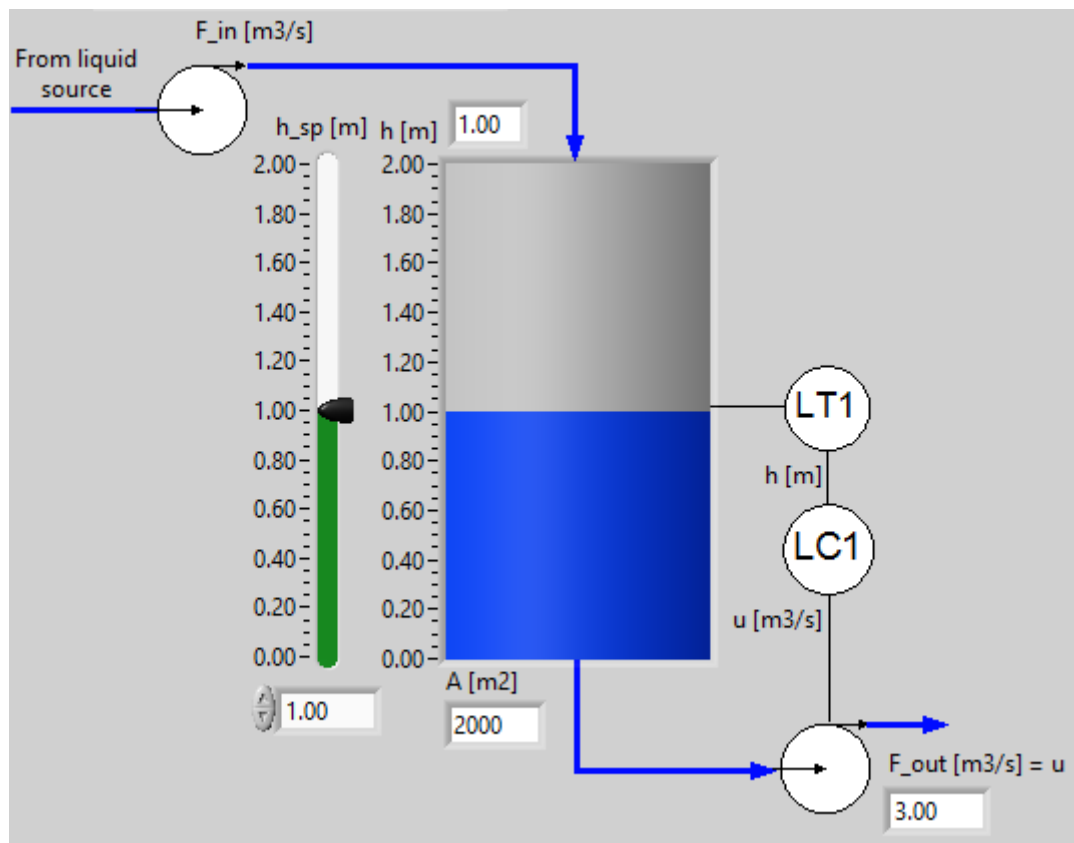 F_in [m3/s]
From liquid
source
h_sp [m]
h [m]
1.00
2.00
1.80
1.60
1.40
1.20
1.00
0.80
0.60
0.40
0.20
0.00
1.00
2.00
1.80
1.60
1.40
1.20
1.00
0.80
0.60
0.40
0.20
0.00
A [m2]
2000
LT1
h [m]
LC1
u [m3/s]
F_out [m3/s] = u
3.00